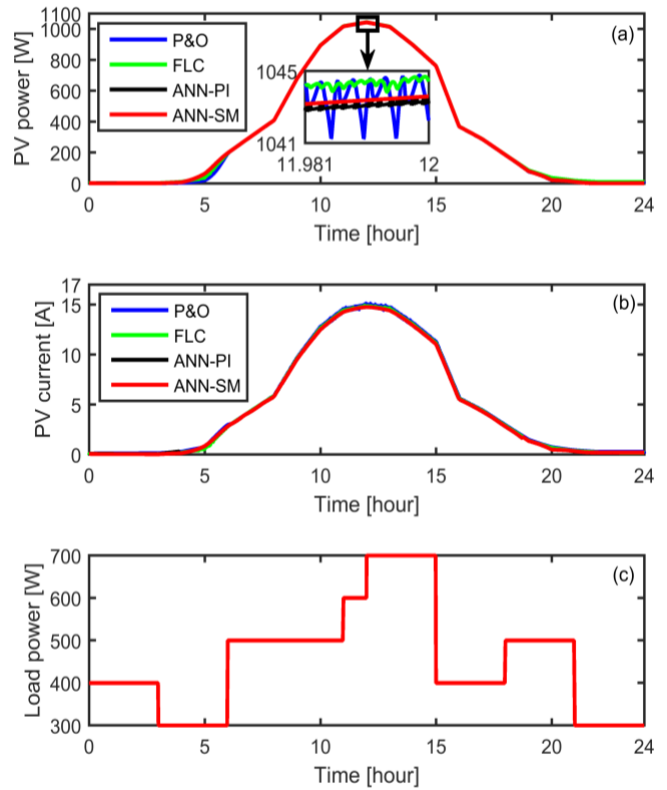 (a)
PV power [W]
1100
1000
800
600
400
200
0
P&O
FLC
ANN-PI
ANN-SM
1045
1041
11.981 12
0 5 10 15 20 24
Time [hour]
(b)
PV current [A]
17
15
10
5
0
P&O
FLC
ANN-PI
ANN-SM
0 5 10 15 20 24
Time [hour]
(c)
Load power [W]
700
600
500
400
300
0 5 10 15 20 24
Time [hour]